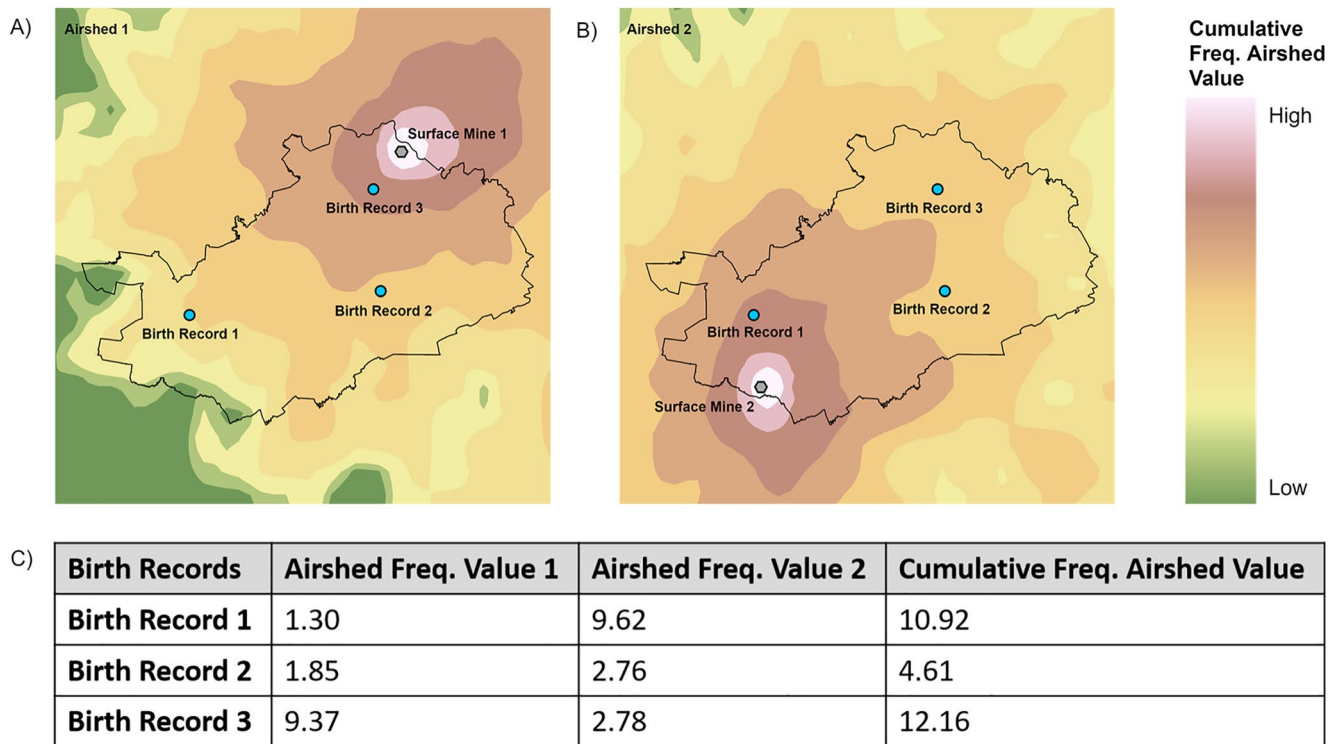 A)
Airshed 1
Surface Mine 1
Birth Record 3
Birth Record 2
Birth Record 1
B)
Airshed 2
Birth Record 3
Birth Record 2
Birth Record 1
Surface Mine 2
Cumulative
Freq. Airshed
Value
High
Low
C)
Birth Records Airshed Freq. Value 1 Airshed Freq. Value 2 Cumulative Freq. Airshed Value
Birth Record 1 1.30 9.62 10.92
Birth Record 2 1.85 2.76 4.61
Birth Record 3 9.37 2.78 12.16